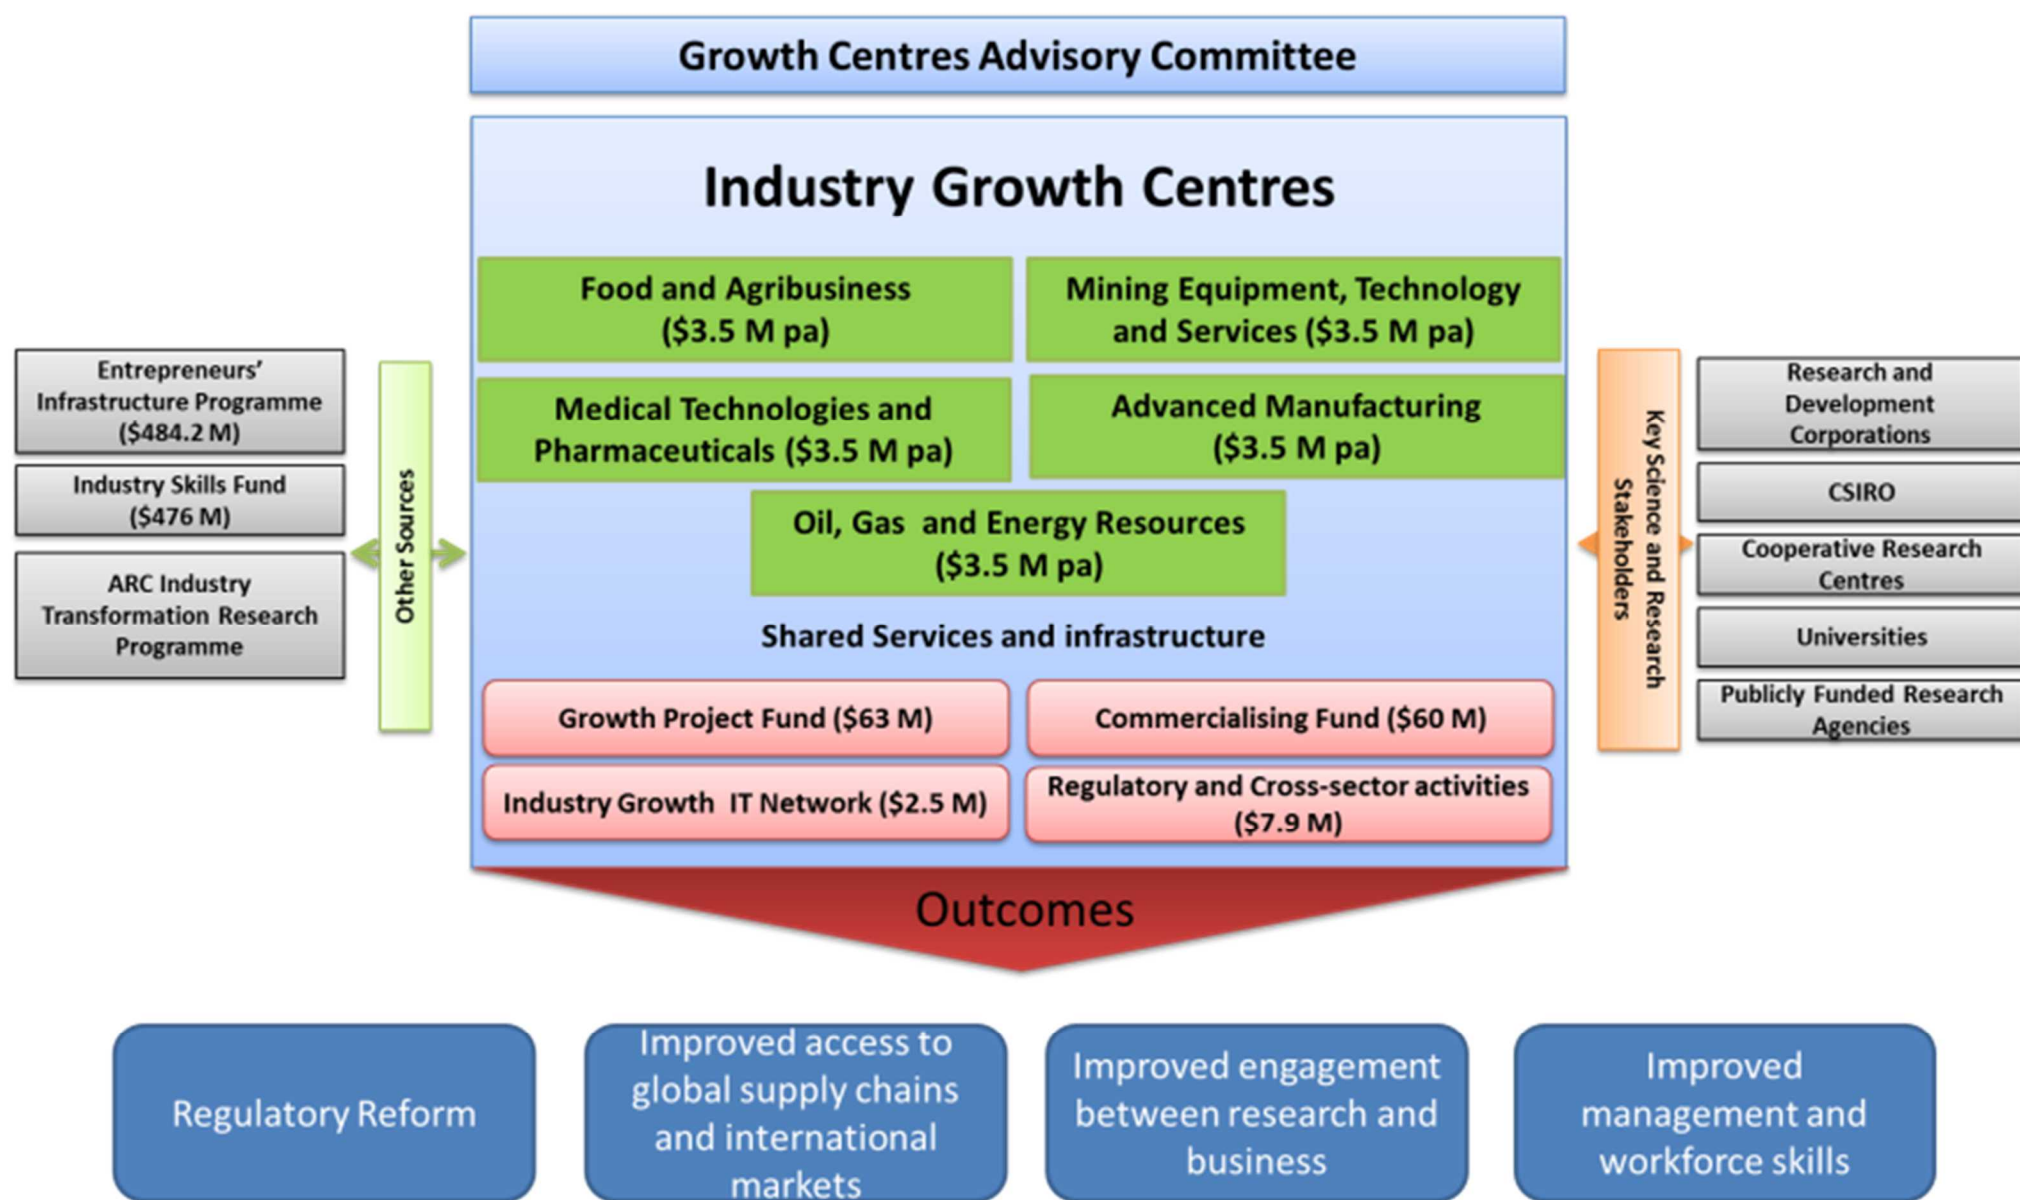 Growth Centres Advisory Committee
Industry Growth Centres
Food and Agribusiness
($3.5 M pa)
Mining Equipment, Technology
and Services ($3.5 M pa)
Medical Technologies and
Pharmaceuticals ($3.5 M pa)
Advanced Manufacturing
($3.5 M pa)
Oil, Gas and Energy Resources
($3.5 M pa)
Shared Services and infrastructure
Growth Project Fund ($63 M)
Commercialising Fund ($60 M)
Industry Growth IT Network ($2.5 M)
Regulatory and Cross-sector activities
($7.9 M)
Entrepreneurs’
Infrastructure Programme
($484.2 M)
Industry Skills Fund
($476 M)
ARC Industry
Transformation Research
Programme
Other Sources
Key Science and Research
Stakeholders
Research and
Development
Corporations
CSIRO
Cooperative Research
Centres
Universities
Publicly Funded Research
Agencies
Outcomes
Regulatory Reform
Improved access to
global supply chains
and international
markets
Improved engagement
between research and
business
Improved
management and
workforce skills